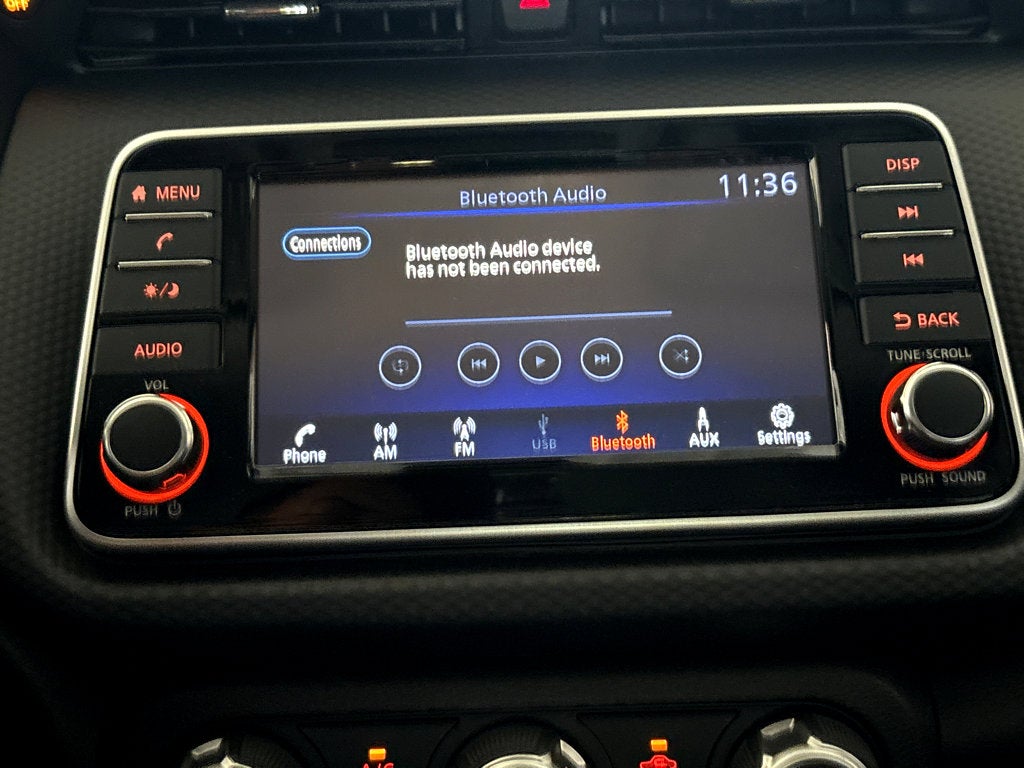 OFF
MENU
AUDIO
VOL
PUSH
Bluetooth Audio
11:36
Connections
Bluetooth Audio device
has not been connected.
Phone
AM
FM
USB
Bluetooth
AUX
Settings
DISP
BACK
TUNE·SCROLL
PUSH SOUND
A/C